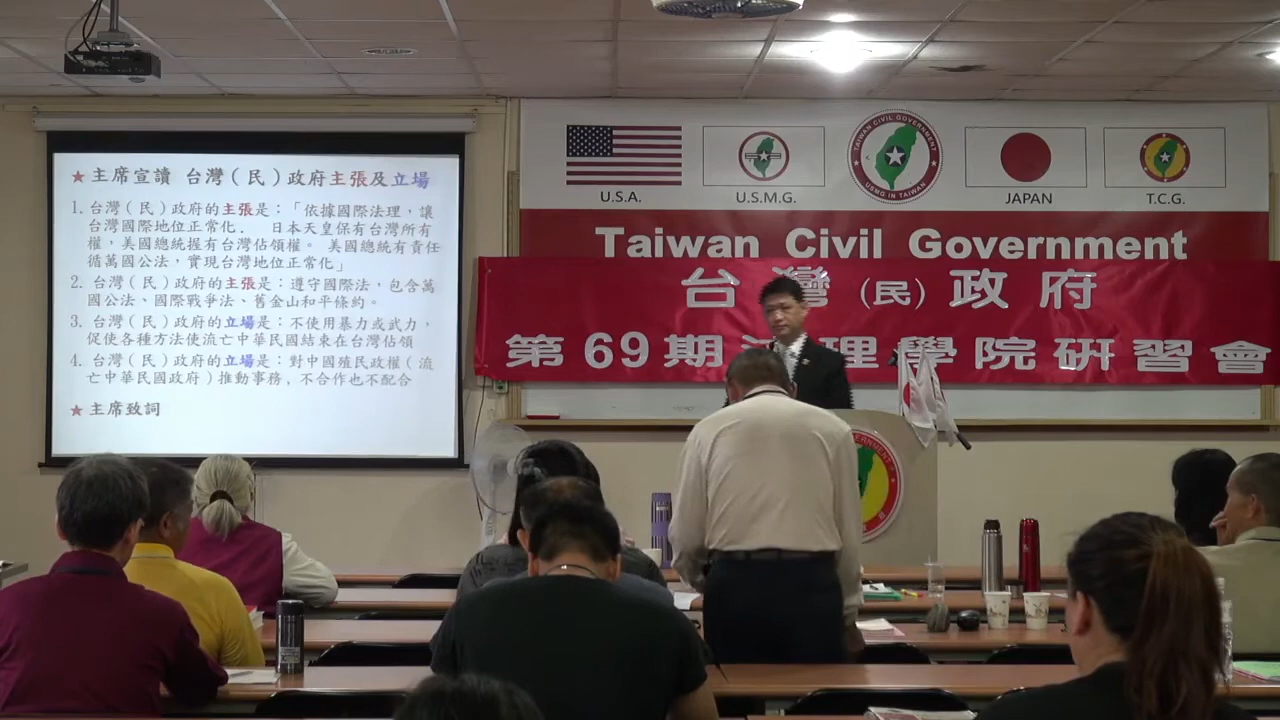 ★ 主席宣讀 台灣（民）政府主張及立場
1. 台灣（民）政府的主張是：「依據國際法理，讓
台灣國際地位正常化． 日本天皇保有台灣所有
權，美國總統握有台灣佔領權。 美國總統有責任
循萬國公法，實現台灣地位正常化」
2. 台灣（民）政府的主張是：遵守國際法，包含萬
國公法、國際戰爭法、舊金山和平條約。
3. 台灣（民）政府的立場是：不使用暴力或武力，
促使各種方法使流亡中華民國結束在台灣佔領
4. 台灣（民）政府的立場是：對中國殖民政權（流
亡中華民國政府）推動事務，不合作也不配合
★ 主席致詞
TAIWAN CIVIL GOVERNMENT
USMG IN TAIWAN
U.S.A.
U.S.M.G.
JAPAN
T.C.G.
Taiwan Civil Government
台灣(民)政府
第69期法理學院研習會